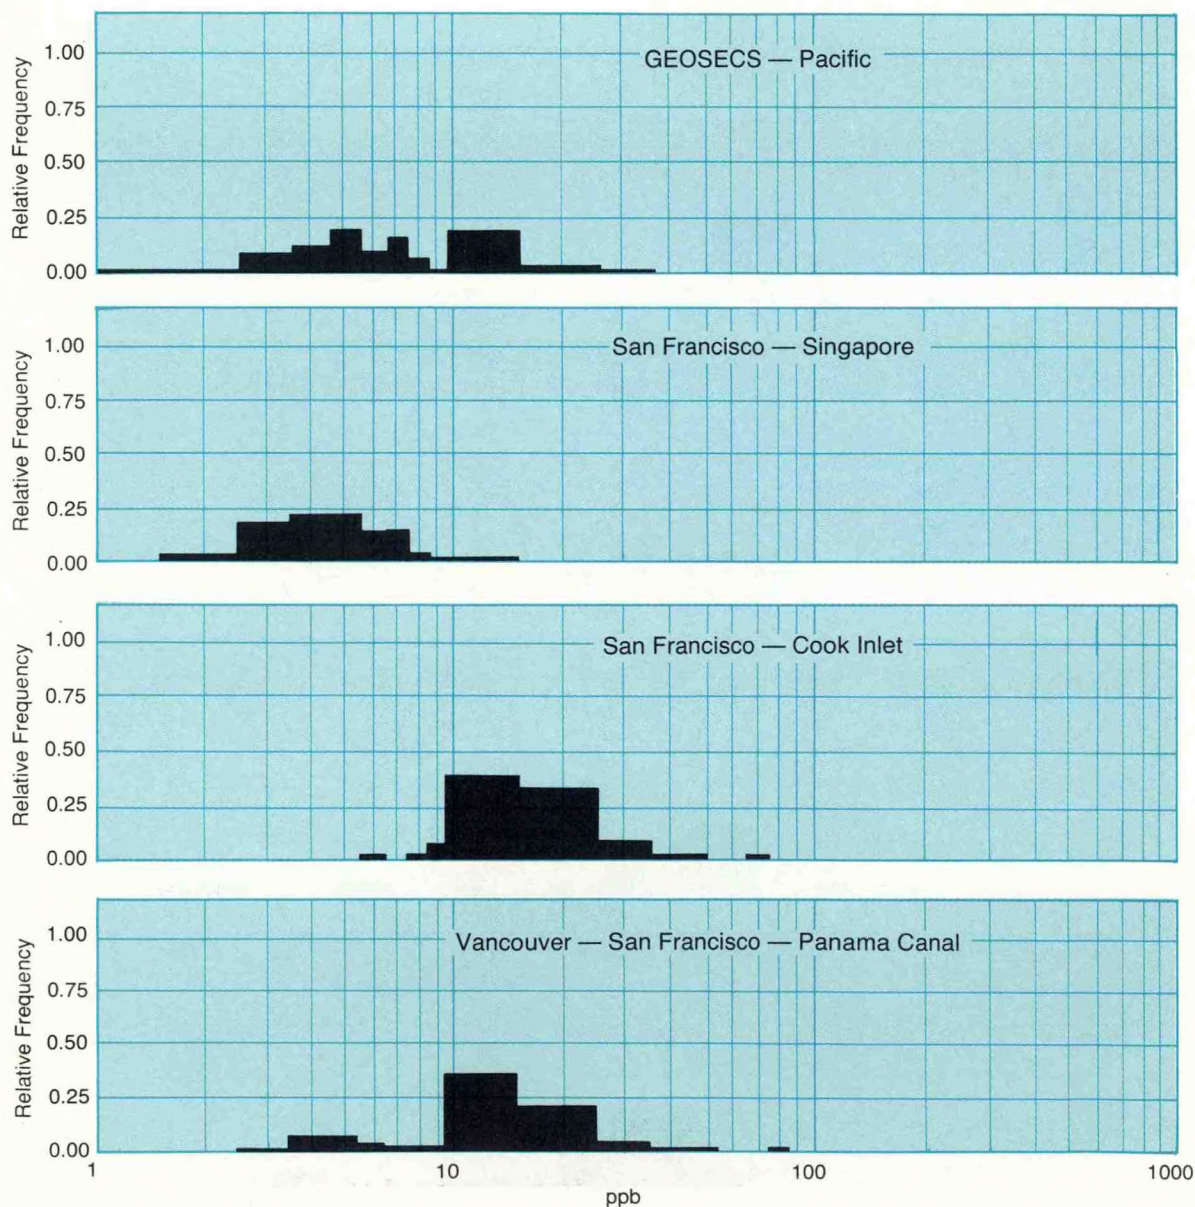 Relative Frequency
1.00
0.75
0.50
0.25
0.00
GEOSECS — Pacific
Relative Frequency
1.00
0.75
0.50
0.25
0.00
San Francisco — Singapore
Relative Frequency
1.00
0.75
0.50
0.25
0.00
San Francisco — Cook Inlet
Relative Frequency
1.00
0.75
0.50
0.25
0.00
Vancouver — San Francisco — Panama Canal
1 10 100 1000
ppb